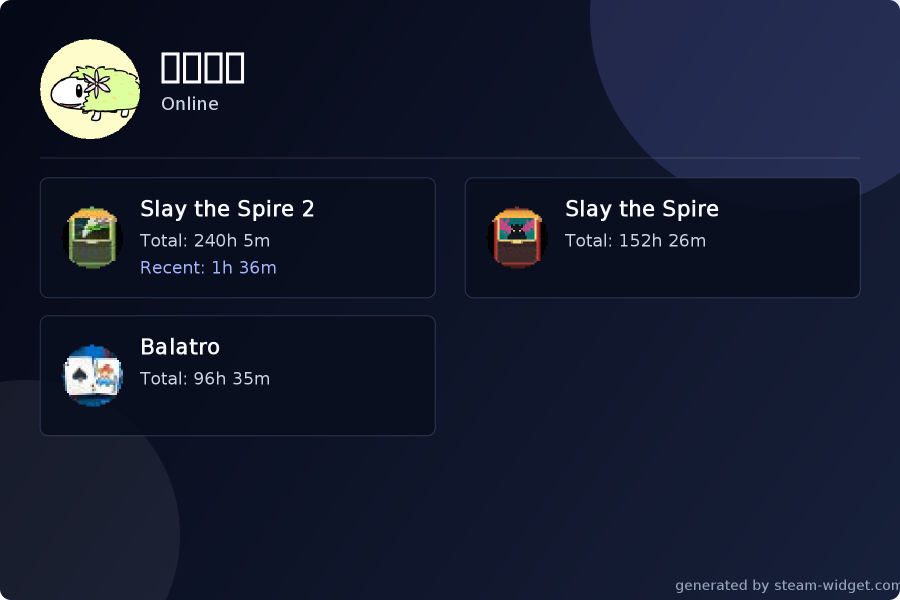 Online
Slay the Spire 2
Total: 240h 5m
Recent: 1h 36m
Slay the Spire
Total: 152h 26m
Balatro
Total: 96h 35m
generated by steam-widget.com